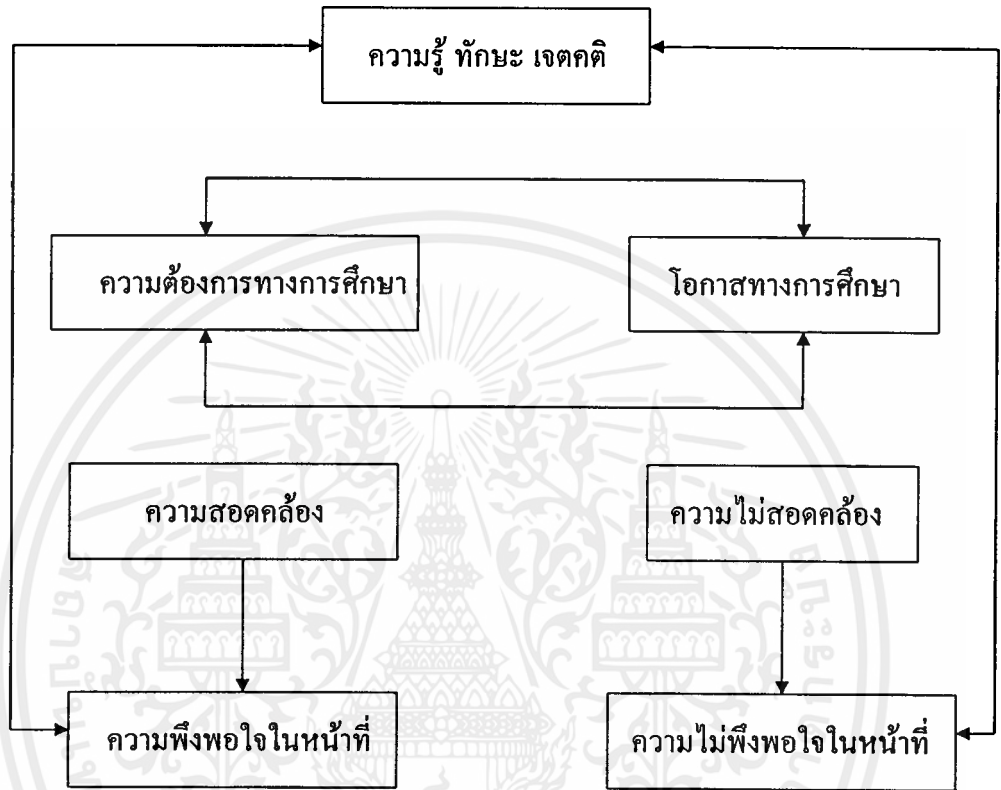 ความรู้ ทักษะ เจตคติ
ความต้องการทางการศึกษา
โอกาสทางการศึกษา
ความสอดคล้อง
ความไม่สอดคล้อง
ความพึงพอใจในหน้าที่
ความไม่พึงพอใจในหน้าที่